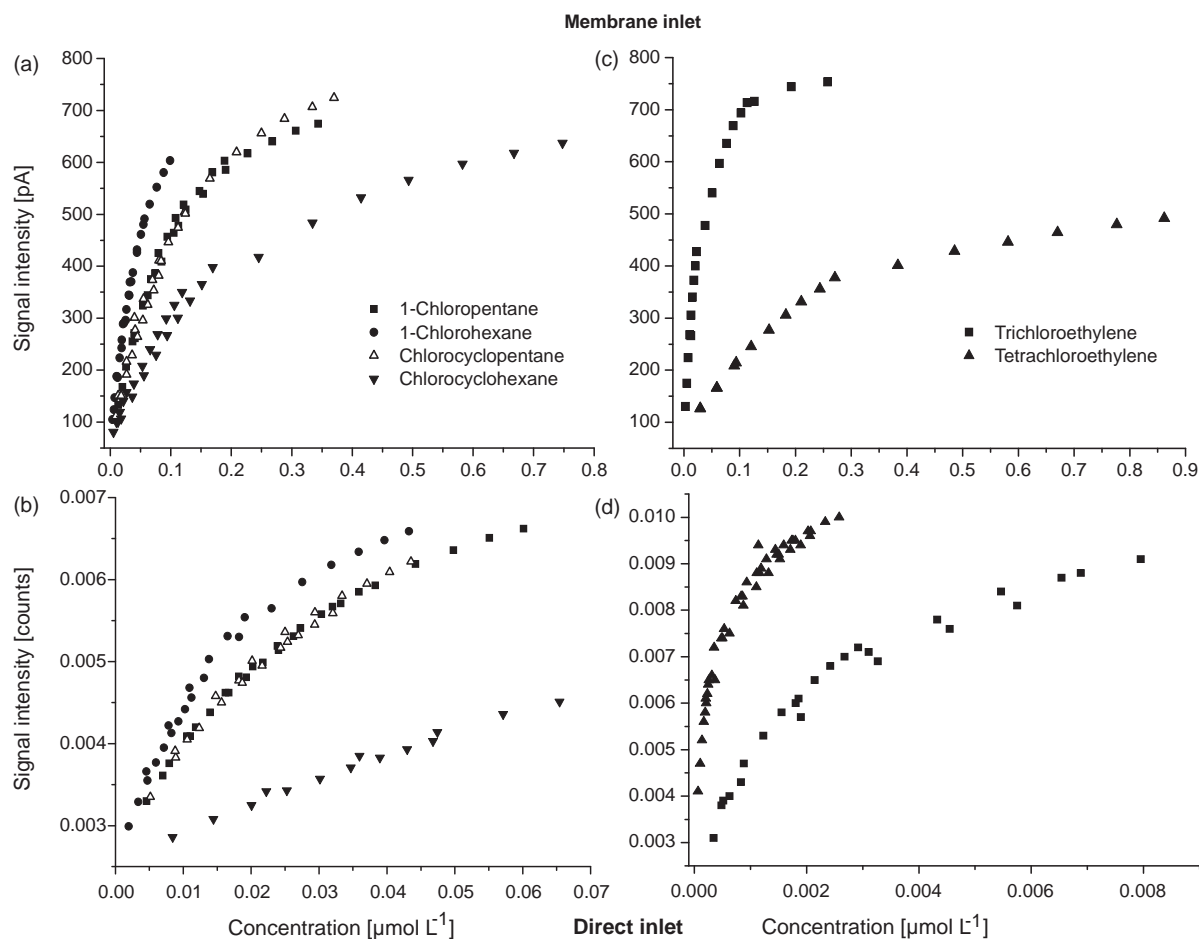 Membrane inlet
(a)
800
700
600
500
400
300
200
100
Signal intensity [pA]
1-Chloropentane
1-Chlorohexane
Chlorocyclopentane
Chlorocyclohexane
0.0 0.1 0.2 0.3 0.4 0.5 0.6 0.7 0.8
(c)
800
700
600
500
400
300
200
100
Trichloroethylene
Tetrachloroethylene
0.0 0.1 0.2 0.3 0.4 0.5 0.6 0.7 0.8 0.9
(b)
0.007
0.006
0.005
0.004
0.003
Signal intensity [counts]
0.00 0.01 0.02 0.03 0.04 0.05 0.06 0.07
Concentration [µmol L⁻¹]
(d)
0.010
0.009
0.008
0.007
0.006
0.005
0.004
0.003
0.000 0.002 0.004 0.006 0.008
Concentration [µmol L⁻¹]
Direct inlet